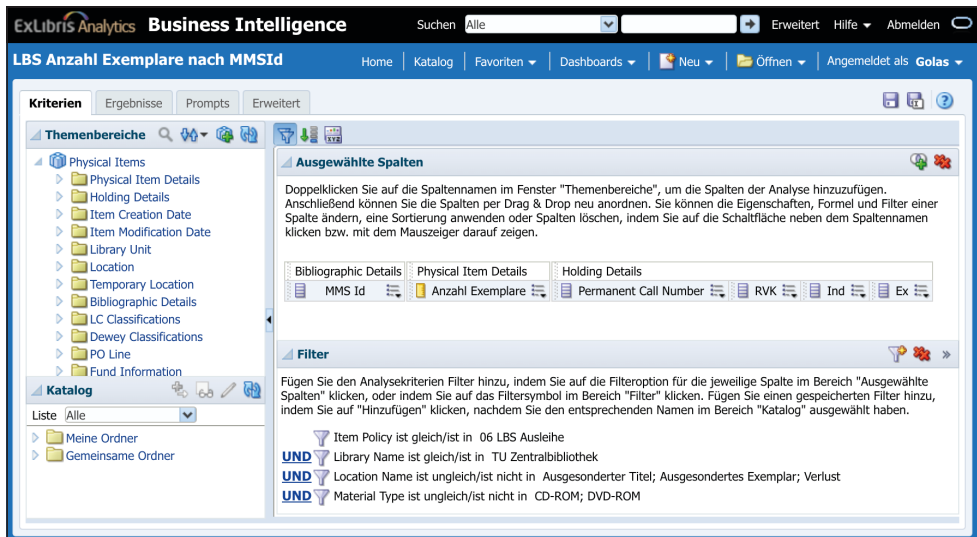 ExLibris Analytics Business Intelligence Suchen Alle Erweitert Hilfe Abmelden
LBS Anzahl Exemplare nach MMSId Home Katalog Favoriten Dashboards Neu Öffnen Angemeldet als Golas
Kriterien Ergebnisse Prompts Erweitert
Themenbereiche
Physical Items
Physical Item Details
Holding Details
Item Creation Date
Item Modification Date
Library Unit
Location
Temporary Location
Bibliographic Details
LC Classifications
Dewey Classifications
PO Line
Fund Information
Katalog
Liste Alle
Meine Ordner
Gemeinsame Ordner
XYZ
Ausgewählte Spalten
Doppelklicken Sie auf die Spaltennamen im Fenster "Themenbereiche", um die Spalten der Analyse hinzuzufügen.
Anschließend können Sie die Spalten per Drag & Drop neu anordnen. Sie können die Eigenschaften, Formel und Filter einer
Spalte ändern, eine Sortierung anwenden oder Spalten löschen, indem Sie auf die Schaltfläche neben dem Spaltennamen
klicken bzw. mit dem Mauszeiger darauf zeigen.
Bibliographic Details Physical Item Details Holding Details
MMS Id Anzahl Exemplare Permanent Call Number RVK Ind Ex
Filter
Fügen Sie den Analysekriterien Filter hinzu, indem Sie auf die Filteroption für die jeweilige Spalte im Bereich "Ausgewählte
Spalten" klicken, oder indem Sie auf das Filtersymbol im Bereich "Filter" klicken. Fügen Sie einen gespeicherten Filter hinzu,
indem Sie auf "Hinzufügen" klicken, nachdem Sie den entsprechenden Namen im Bereich "Katalog" ausgewählt haben.
Item Policy ist gleich/ist in 06 LBS Ausleihe
UND Library Name ist gleich/ist in TU Zentralbibliothek
UND Location Name ist ungleich/ist nicht in Ausgesonderter Titel; Ausgesondertes Exemplar; Verlust
UND Material Type ist ungleich/ist nicht in CD-ROM; DVD-ROM